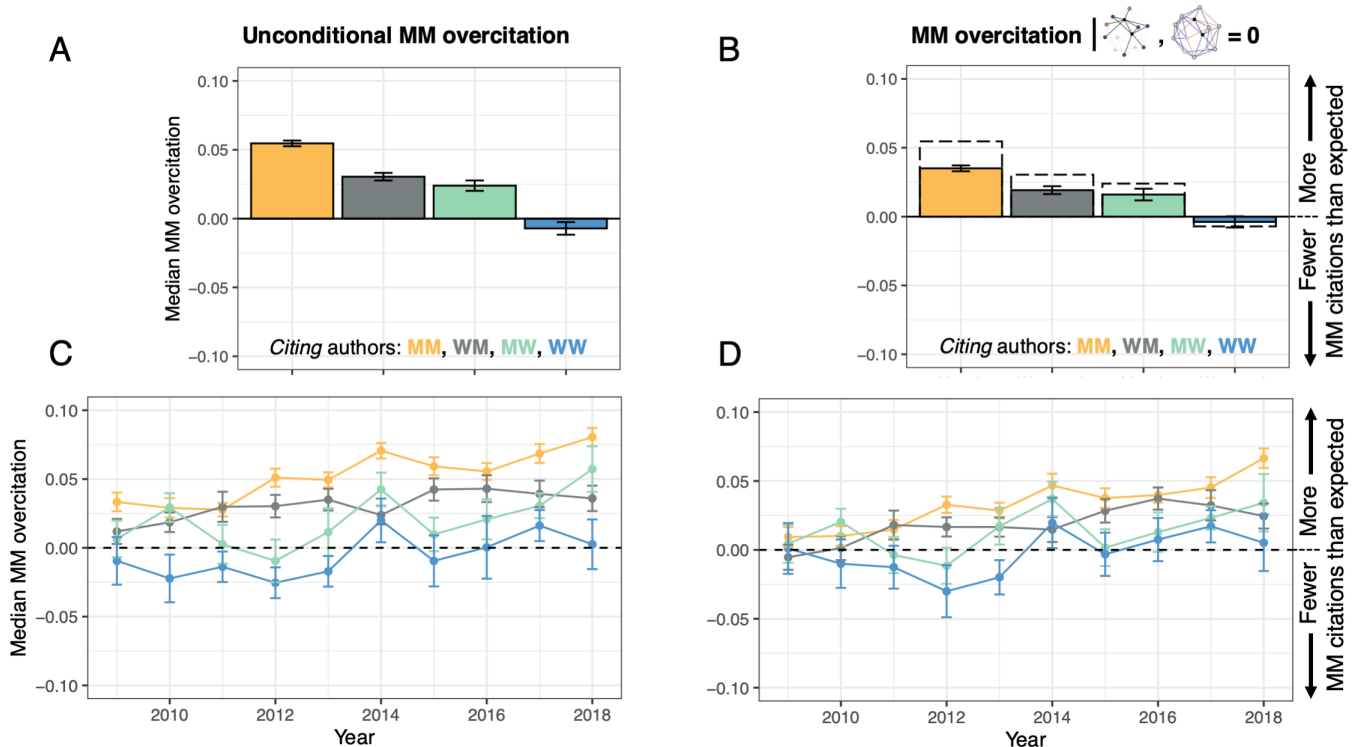 A
Unconditional MM overcitation
Median MM overcitation
0.10
0.05
0.00
−0.05
−0.10
Citing authors: MM, WM, MW, WW
B
MM overcitation | , = 0
0.10
0.05
0.00
−0.05
−0.10
Citing authors: MM, WM, MW, WW
Fewer More
MM citations than expected
C
Median MM overcitation
0.10
0.05
0.00
−0.05
−0.10
2010 2012 2014 2016 2018
Year
D
0.10
0.05
0.00
−0.05
−0.10
2010 2012 2014 2016 2018
Year
Fewer More
MM citations than expected